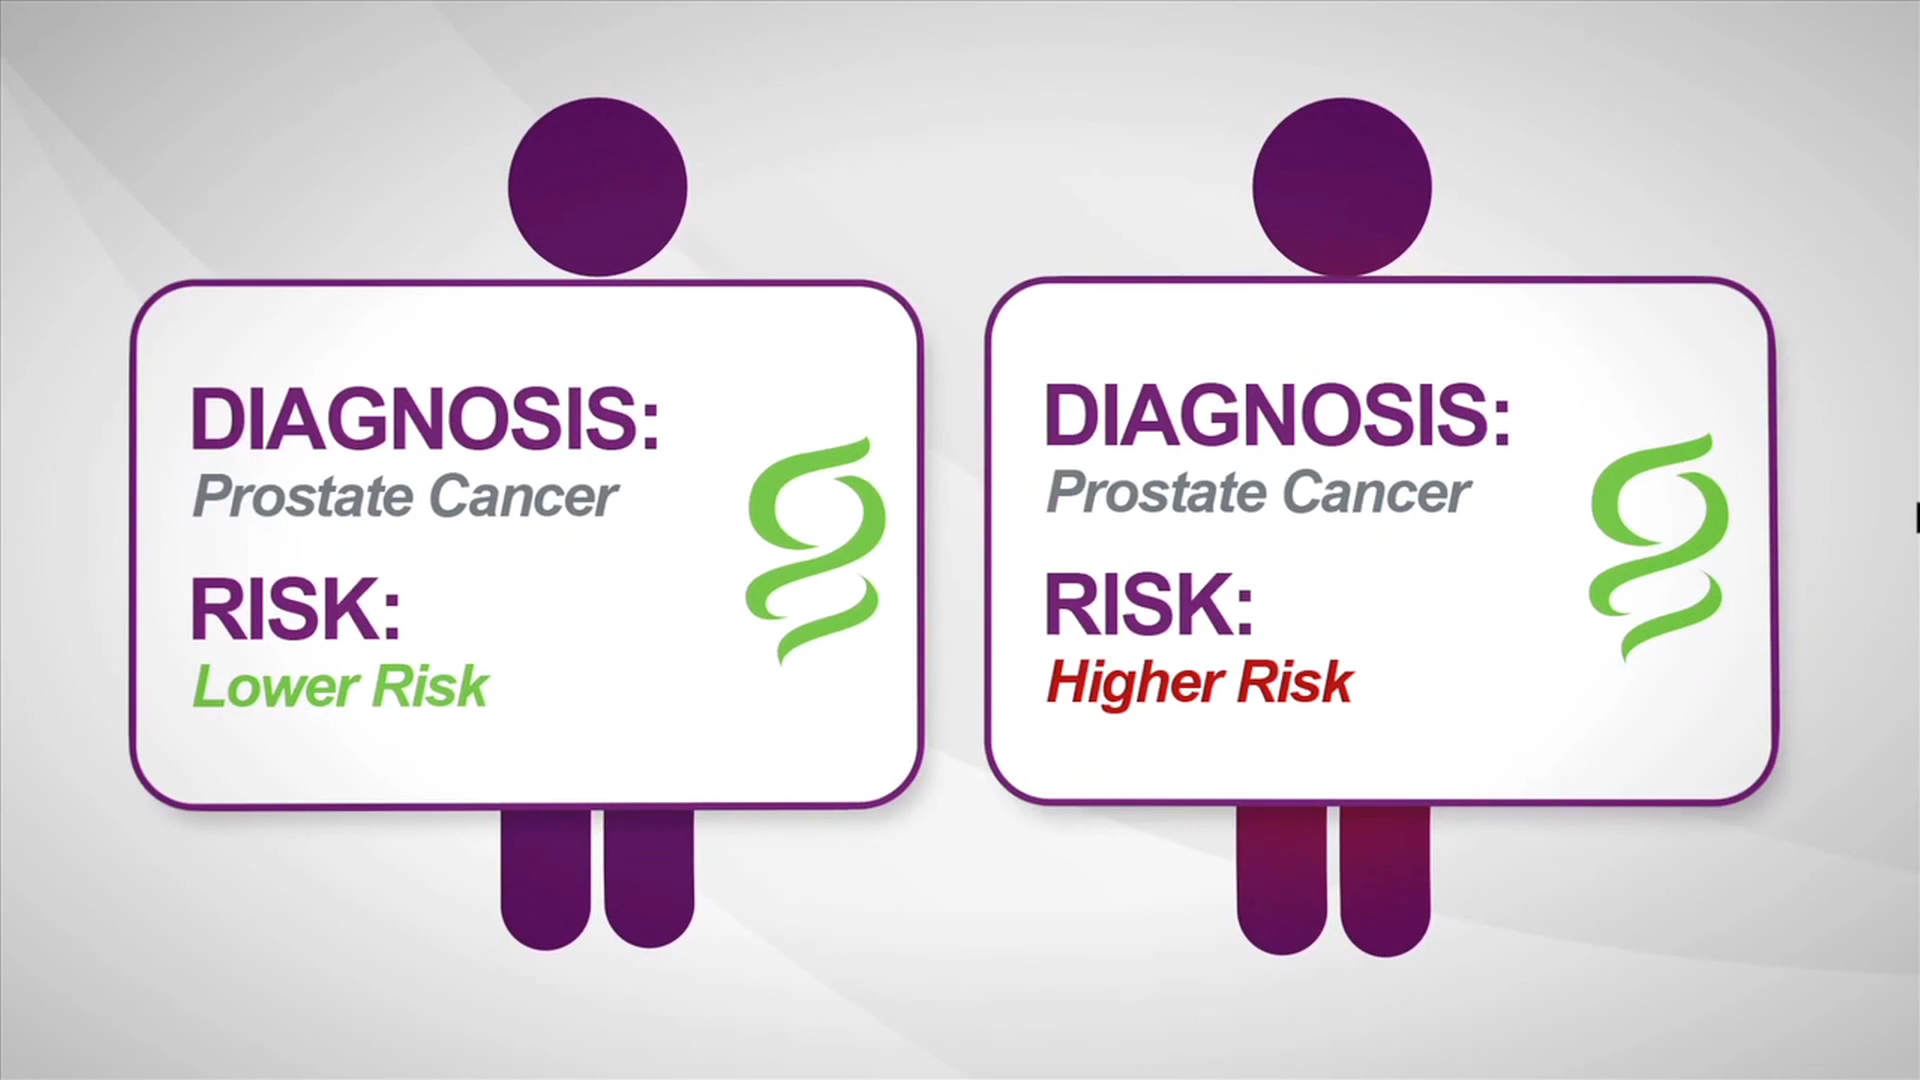 DIAGNOSIS:
Prostate Cancer
RISK:
Lower Risk
DIAGNOSIS:
Prostate Cancer
RISK:
Higher Risk